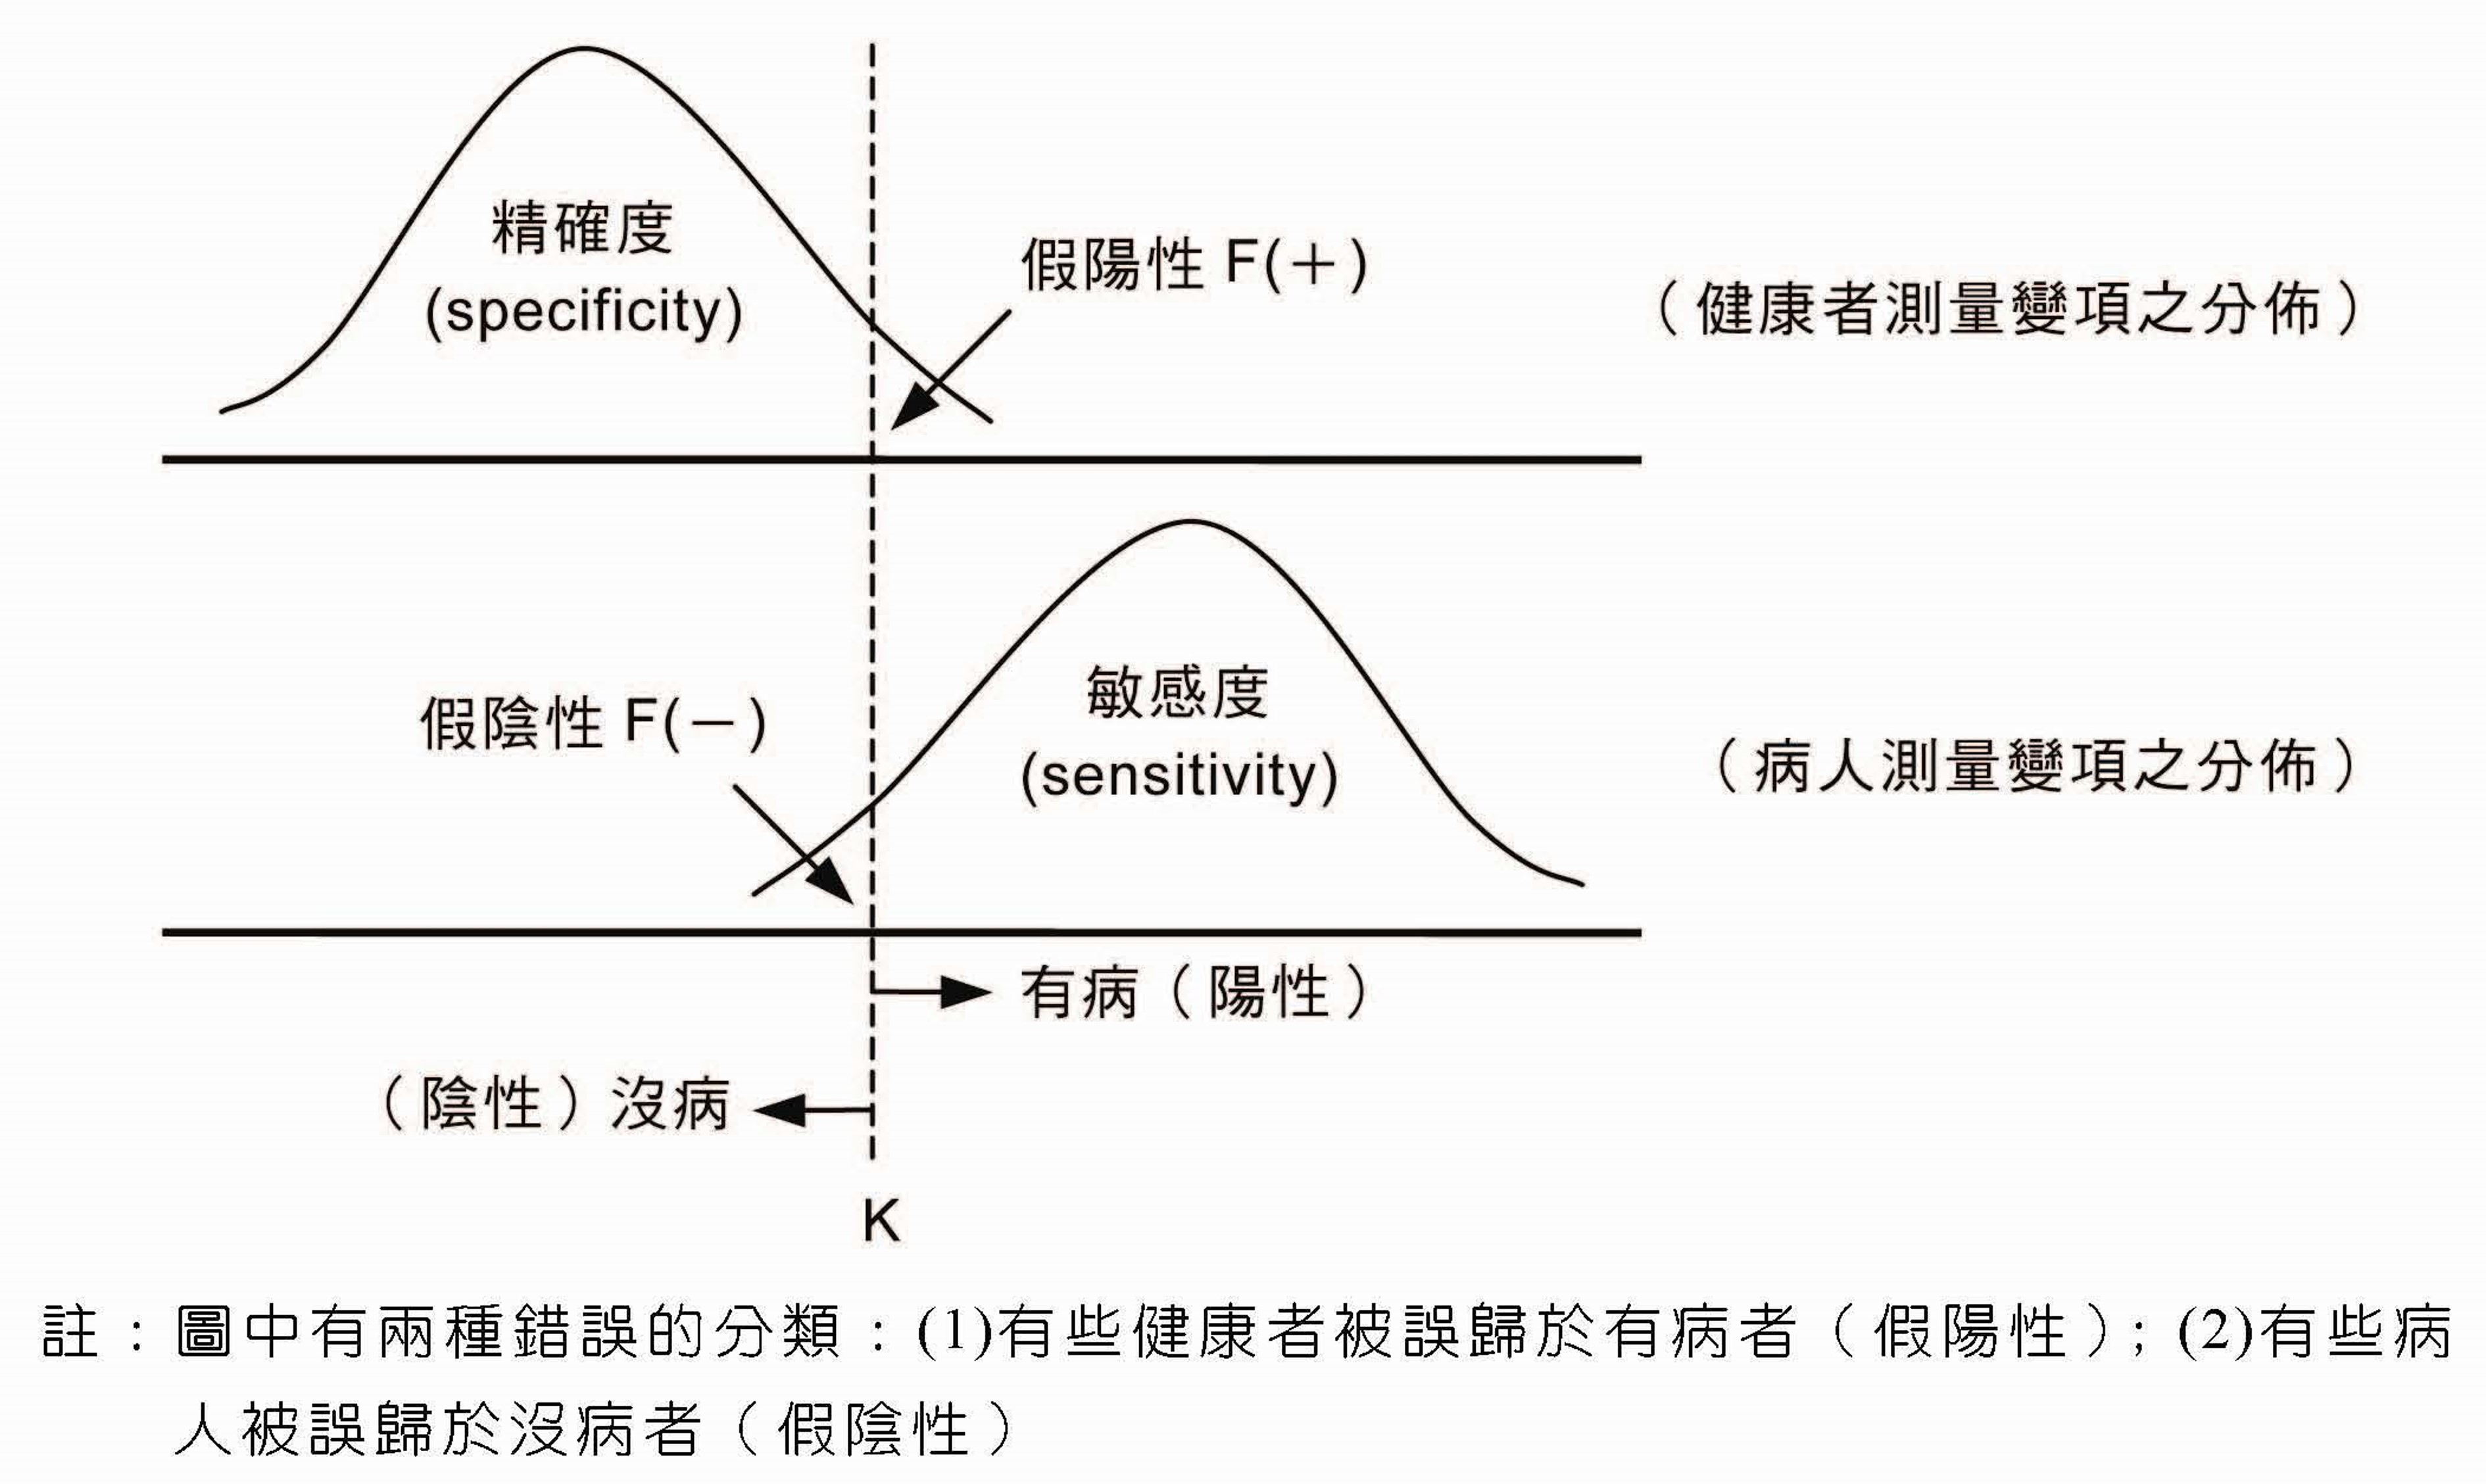 精確度
(specificity)
假陽性 F(+)
(健康者測量變項之分佈)
假陰性 F(-)
敏感度
(sensitivity)
(病人測量變項之分佈)
有病(陽性)
(陰性)沒病
K
註：圖中有兩種錯誤的分類：(1)有些健康者被誤歸於有病者(假陽性)；(2)有些病
人被誤歸於沒病者(假陰性)